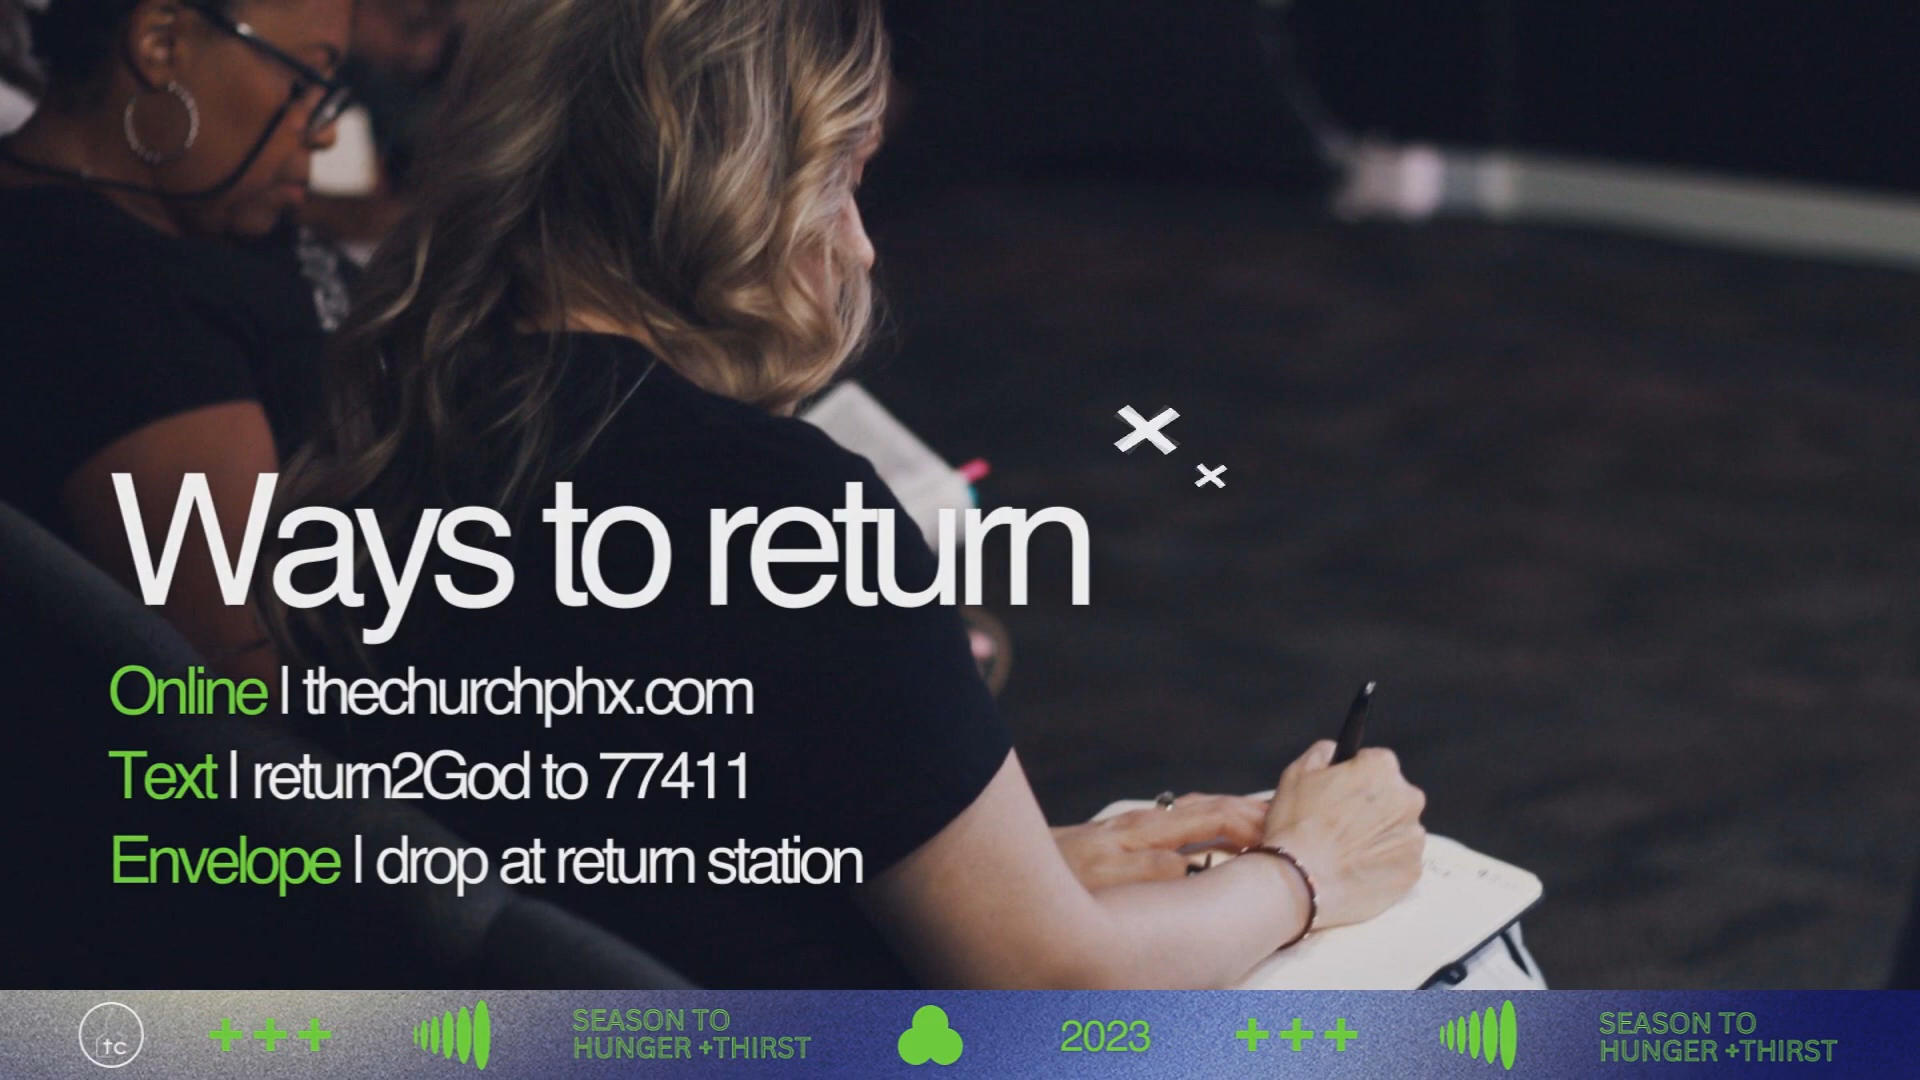 Ways to return
Online | thechurchphx.com
Text | return2God to 77411
Envelope | drop at return station
tc
+++
SEASON TO
HUNGER +THIRST
2023
+++
SEASON TO
HUNGER +THIRST